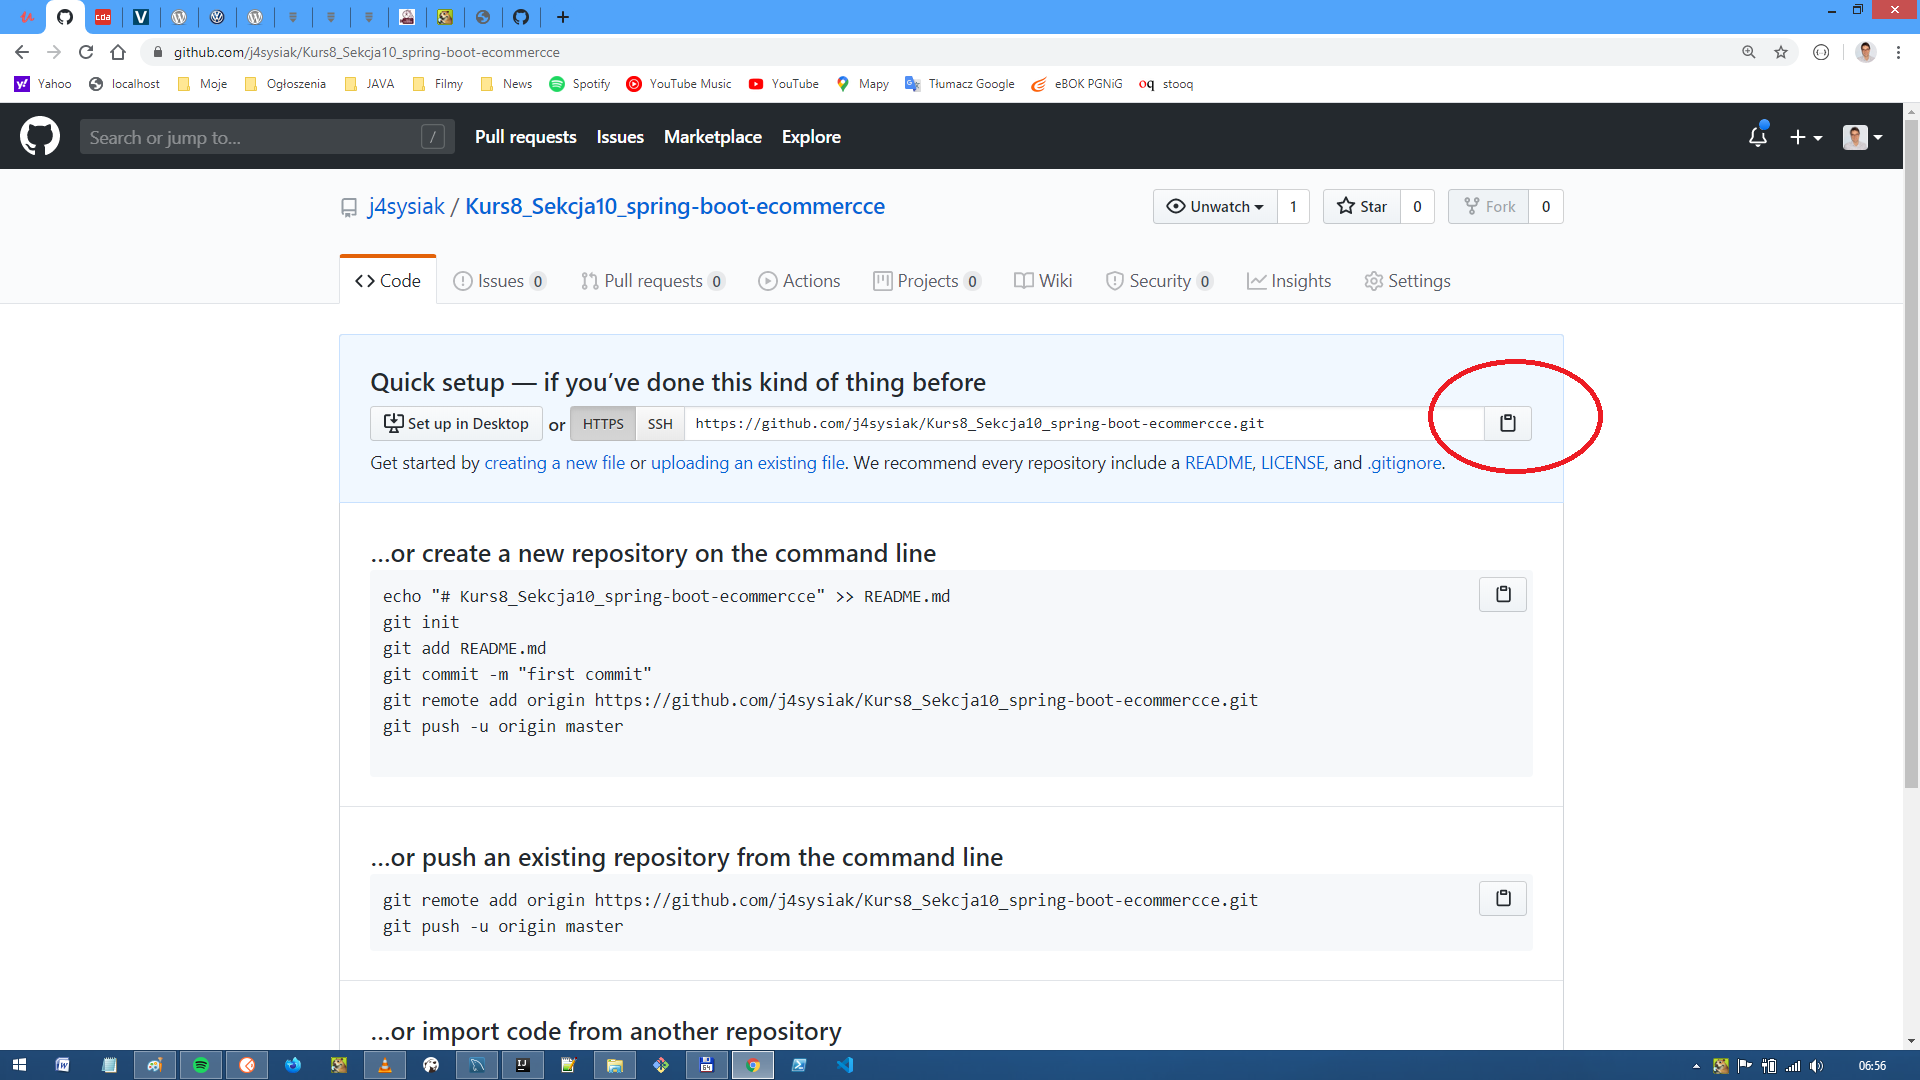 github.com/j4sysiak/Kurs8_Sekcja10_spring-boot-ecommercce
Yahoo localhost Moje Ogłoszenia JAVA Filmy News Spotify YouTube Music YouTube Mapy Tłumacz Google eBOK PGNiG oq stooq
Search or jump to... / Pull requests Issues Marketplace Explore
j4sysiak / Kurs8_Sekcja10_spring-boot-ecommercce Unwatch 1 Star 0 Fork 0
Code Issues 0 Pull requests 0 Actions Projects 0 Wiki Security 0 Insights Settings
Quick setup — if you’ve done this kind of thing before
Set up in Desktop or HTTPS SSH https://github.com/j4sysiak/Kurs8_Sekcja10_spring-boot-ecommercce.git
Get started by creating a new file or uploading an existing file. We recommend every repository include a README, LICENSE, and .gitignore.
…or create a new repository on the command line
echo "# Kurs8_Sekcja10_spring-boot-ecommercce" >> README.md
git init
git add README.md
git commit -m "first commit"
git remote add origin https://github.com/j4sysiak/Kurs8_Sekcja10_spring-boot-ecommercce.git
git push -u origin master
…or push an existing repository from the command line
git remote add origin https://github.com/j4sysiak/Kurs8_Sekcja10_spring-boot-ecommercce.git
git push -u origin master
…or import code from another repository
06:56